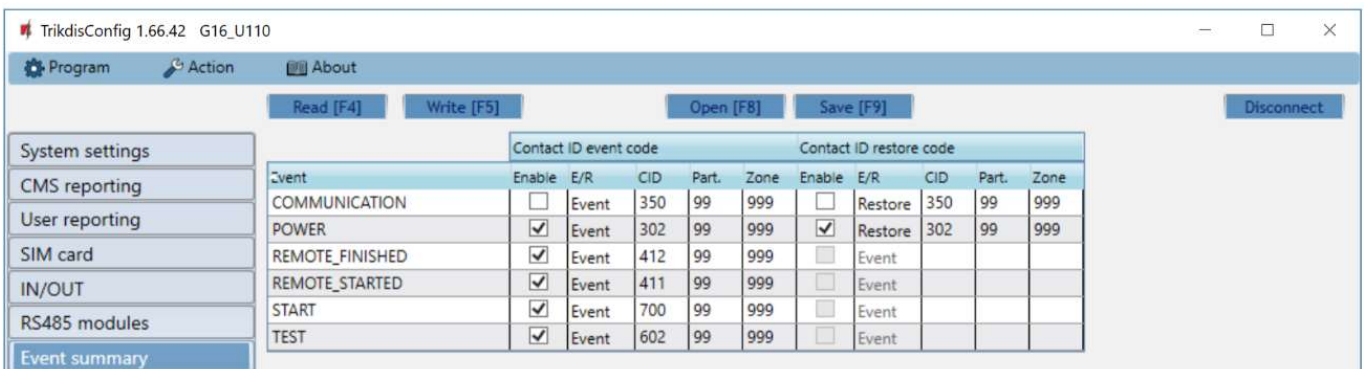 TrikdisConfig 1.66.42 G16_U110
Program Action About
Read [F4] Write [F5] Open [F8] Save [F9] Disconnect
System settings
CMS reporting
User reporting
SIM card
IN/OUT
RS485 modules
Event summary
Contact ID event code Contact ID restore code
Event Enable E/R CID Part. Zone Enable E/R CID Part. Zone
COMMUNICATION Event 350 99 999 Restore 350 99 999
POWER Event 302 99 999 Restore 302 99 999
REMOTE_FINISHED Event 412 99 999 Event
REMOTE_STARTED Event 411 99 999 Event
START Event 700 99 999 Event
TEST Event 602 99 999 Event